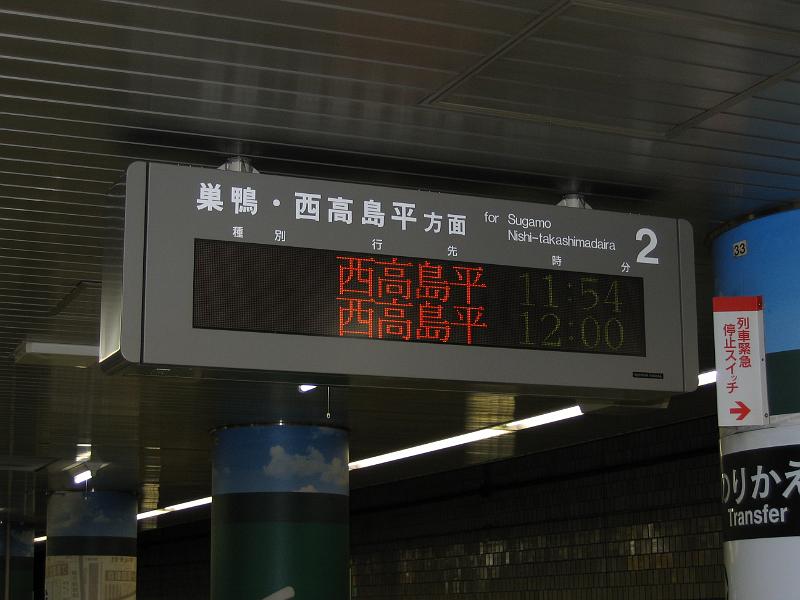 巣鴨・西高島平方面 for Sugamo
Nishi-takashimadaira
2
種別 行先 時分
西高島平 11:54
西高島平 12:00
33
列車緊急
停止スイッチ
→
のりかえ
Transfer